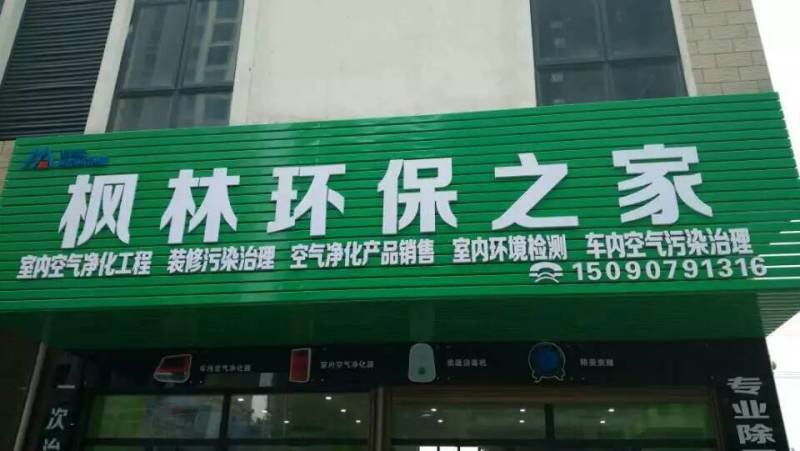 枫林环保之家
室内空气净化工程 装修污染治理 空气净化产品销售 室内环境检测 车内空气污染治理
15090791316
车内空气净化器 室内空气净化器
一次治
专业除